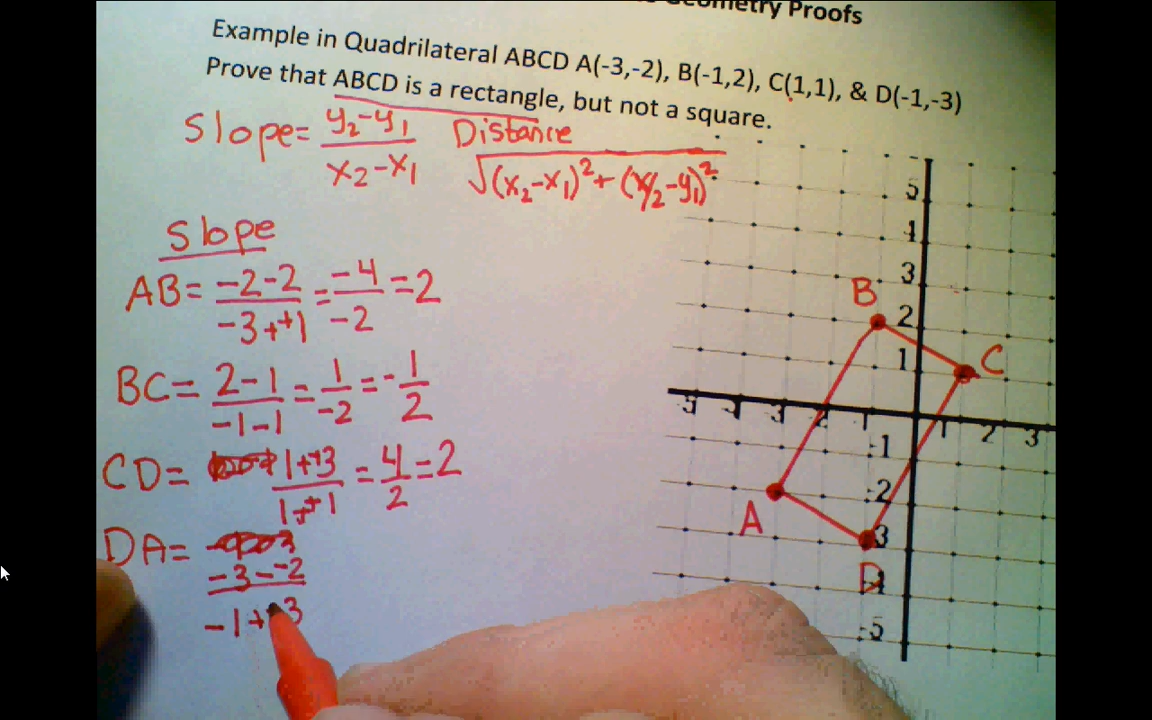 Geometry Proofs
Example in Quadrilateral ABCD A(-3,-2), B(-1,2), C(1,1), & D(-1,-3)
Prove that ABCD is a rectangle, but not a square.
Slope = y₂-y₁ / x₂-x₁ Distance √(x₂-x₁)²+(y₂-y₁)²
Slope
AB = -2-2 / -3++1 = -4 / -2 = 2
BC = 2-1 / -1-1 = 1 / -2 = -1/2
CD = 1++3 / 1++1 = 4/2 = 2
DA = -3--2 / -1+3
5
4
3
B 2
1 C
-5 -4 -3 -2 -1 1 2 3
-1
A -2
-3
D -4
-5